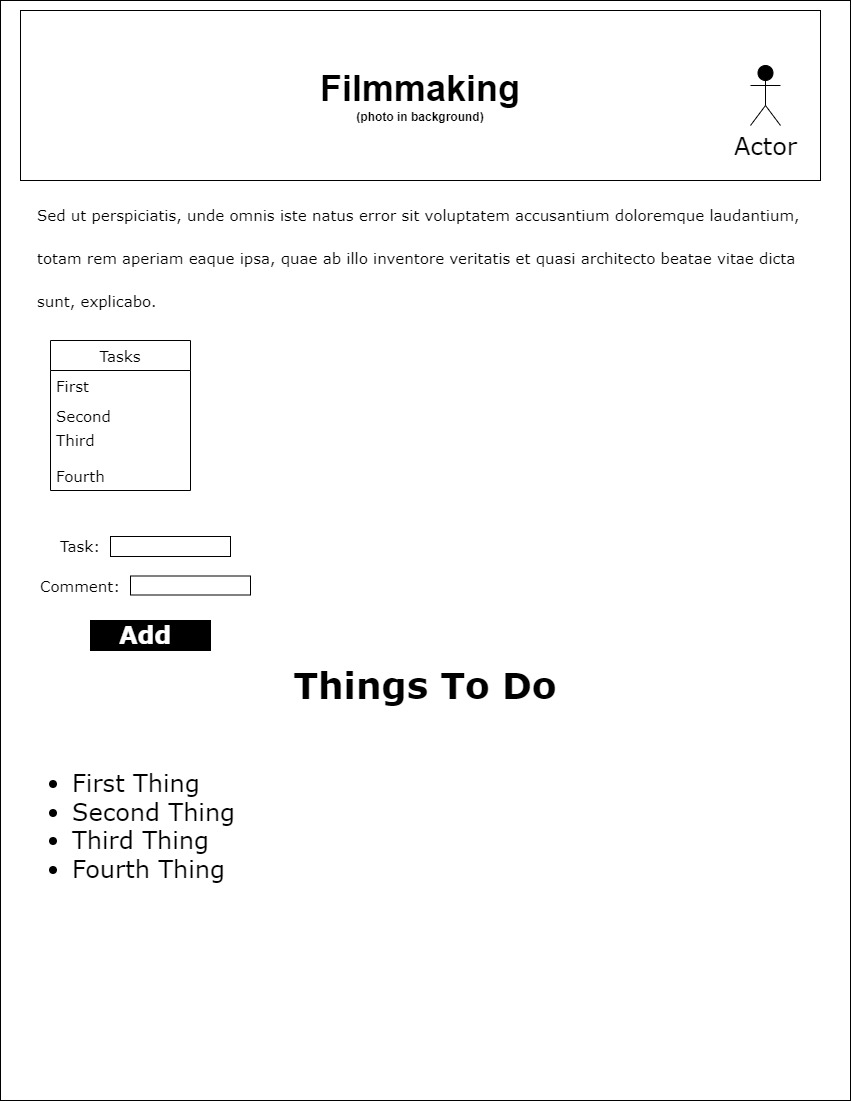 Filmmaking
(photo in background)
Actor
Sed ut perspiciatis, unde omnis iste natus error sit voluptatem accusantium doloremque laudantium,
totam rem aperiam eaque ipsa, quae ab illo inventore veritatis et quasi architecto beatae vitae dicta
sunt, explicabo.
Tasks
First
Second
Third
Fourth
Task:
Comment:
Add
Things To Do
• First Thing
• Second Thing
• Third Thing
• Fourth Thing